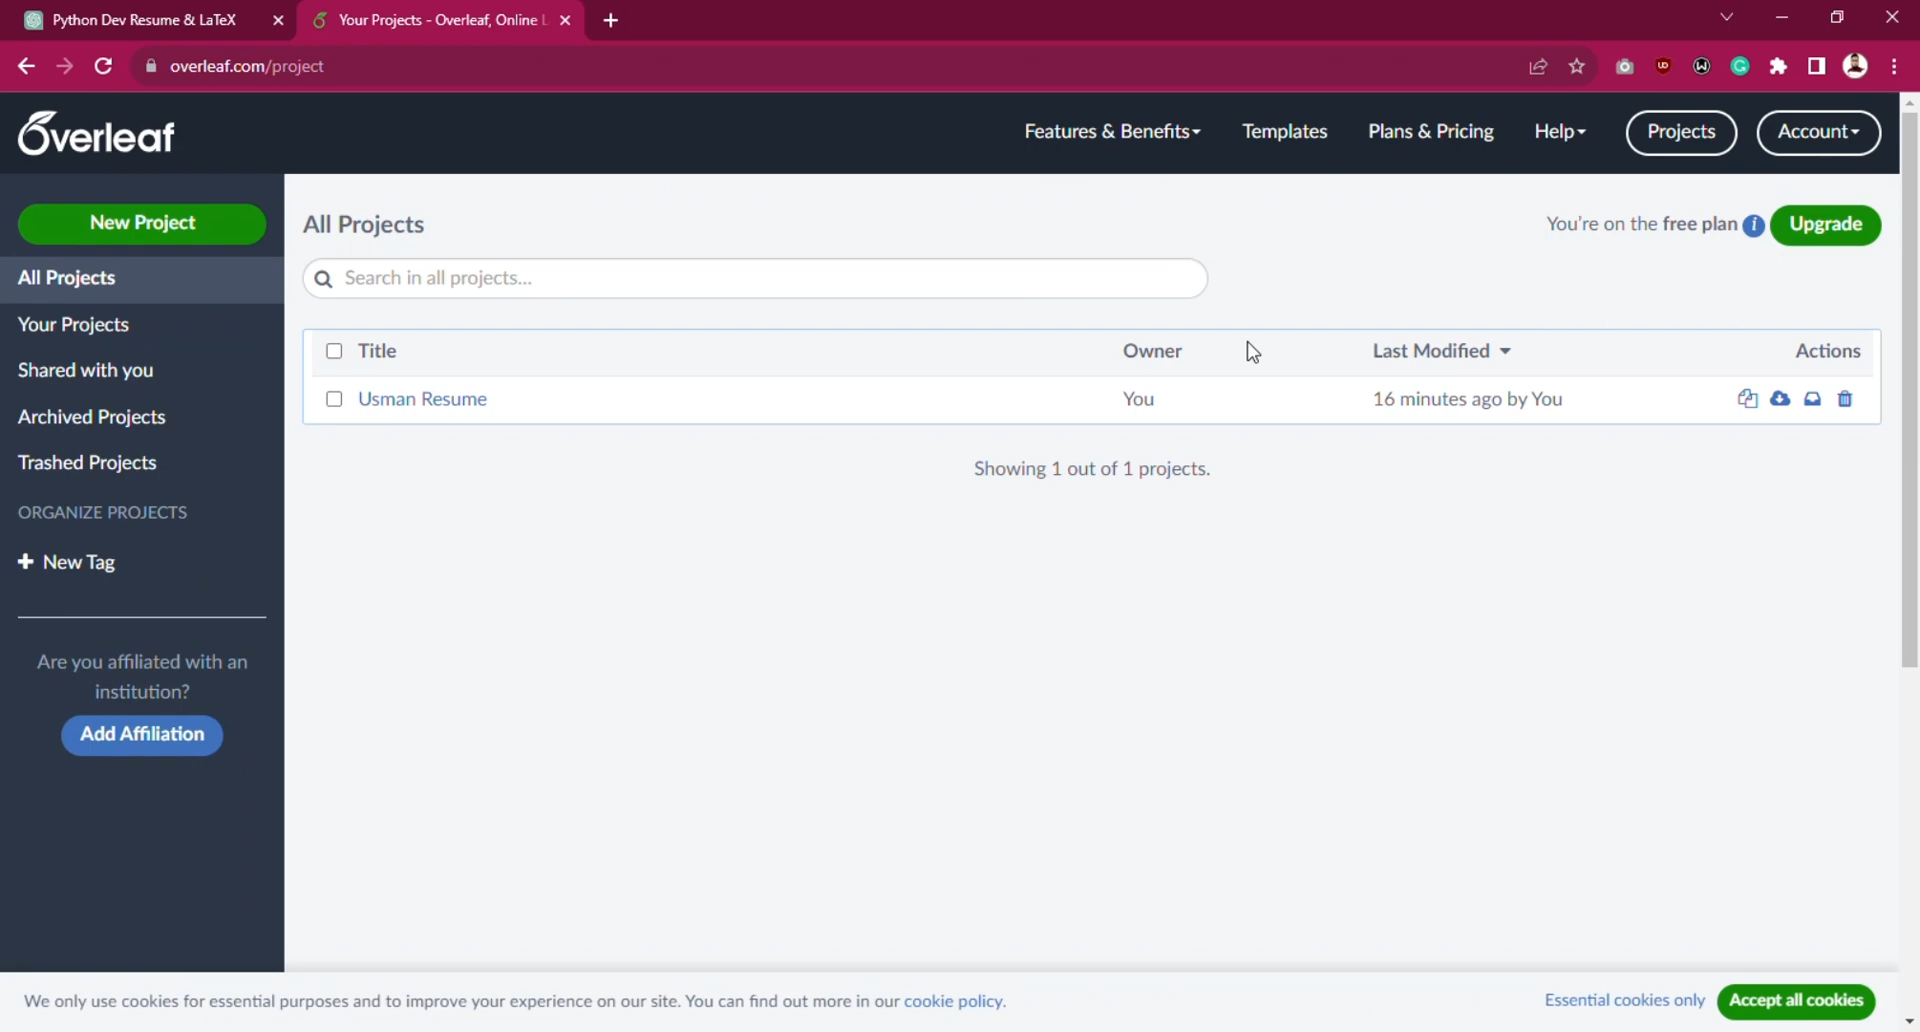 Python Dev Resume & LaTeX
Your Projects - Overleaf, Online L
overleaf.com/project
Overleaf
Features & Benefits
Templates
Plans & Pricing
Help
Projects
Account
New Project
All Projects
Your Projects
Shared with you
Archived Projects
Trashed Projects
ORGANIZE PROJECTS
+ New Tag
Are you affiliated with an
institution?
Add Affiliation
All Projects
You're on the free plan i
Upgrade
Search in all projects...
Title Owner Last Modified Actions
Usman Resume You 16 minutes ago by You
Showing 1 out of 1 projects.
We only use cookies for essential purposes and to improve your experience on our site. You can find out more in our cookie policy.
Essential cookies only
Accept all cookies